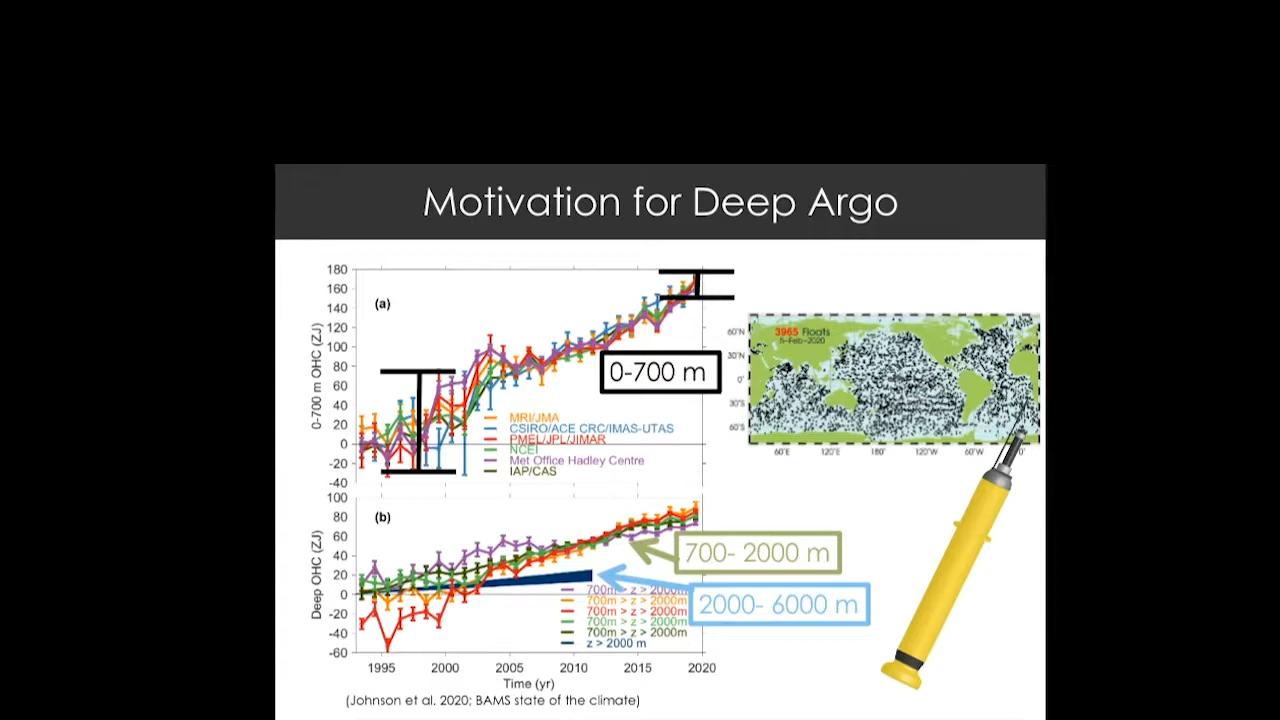 Motivation for Deep Argo
180
160
140
120
100
80
60
40
20
0
-20
-40
0-700 m OHC (ZJ)
(a)
0-700 m
MRI/JMA
CSIRO/ACE CRC/IMAS-UTAS
PMEL/JPL/JIMAR
NCEI
Met Office Hadley Centre
IAP/CAS
3965 Floats
5-Feb-2020
60°N
30°N
0°
30°S
60°S
60°E
120°E
180°
120°W
60°W
0°
100
80
60
40
20
0
-20
-40
-60
Deep OHC (ZJ)
(b)
700- 2000 m
2000- 6000 m
700m > z > 2000m
700m > z > 2000m
700m > z > 2000m
700m > z > 2000m
700m > z > 2000m
z > 2000 m
1995
2000
2005
2010
2015
2020
Time (yr)
(Johnson et al. 2020; BAMS state of the climate)